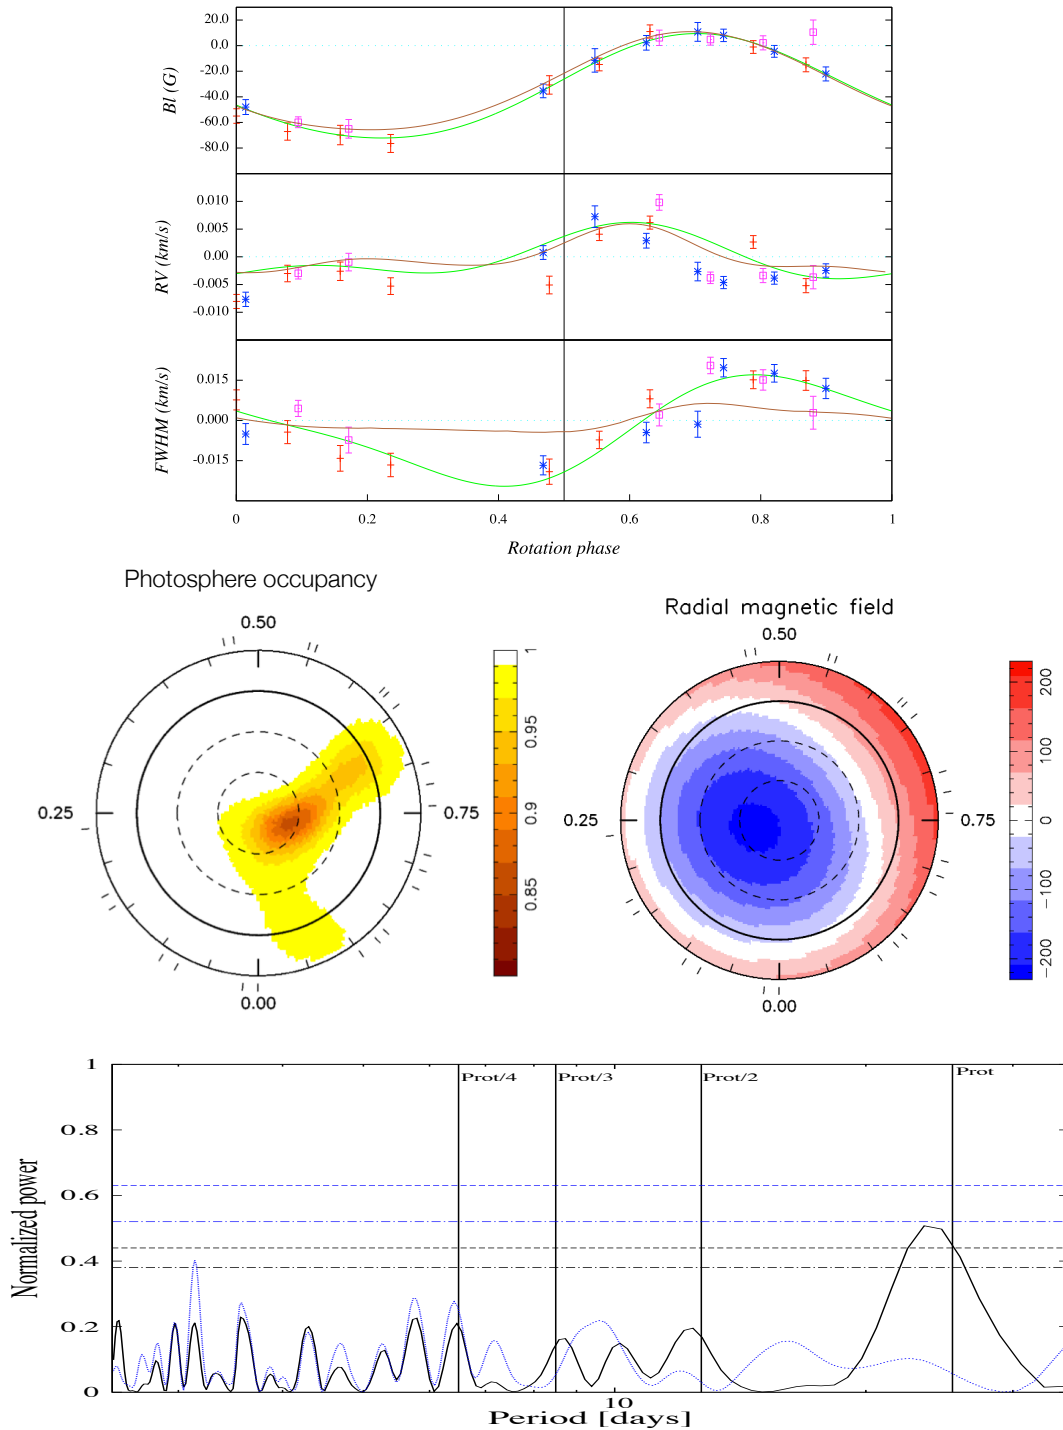 20.0
0.0
-20.0
-40.0
-60.0
-80.0
Bl (G)
0.010
0.005
0.000
-0.005
-0.010
RV (km/s)
0.015
0.000
-0.015
FWHM (km/s)
0 0.2 0.4 0.6 0.8 1
Rotation phase
Photosphere occupancy
0.50
0.25
0.75
0.00
1
0.95
0.9
0.85
Radial magnetic field
0.50
0.25
0.75
0.00
200
100
0
−100
−200
1
0.8
0.6
0.4
0.2
0
Normalized power
Prot/4
Prot/3
Prot/2
Prot
10
Period [days]